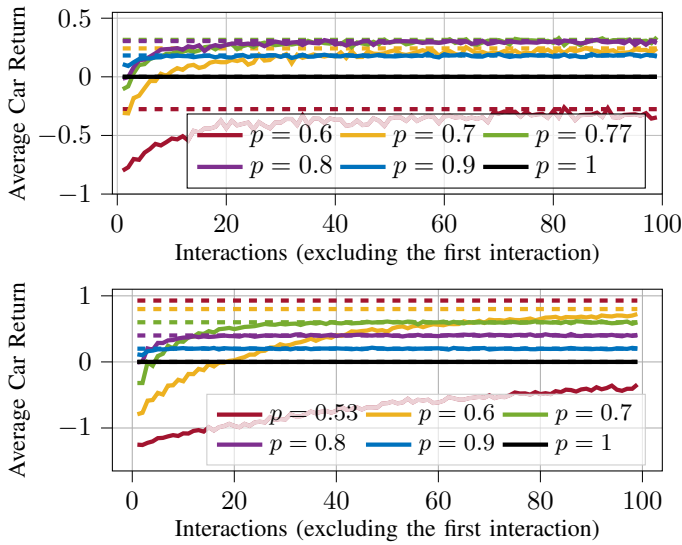 Average Car Return
0.5
0
−0.5
−1
p = 0.6 p = 0.7 p = 0.77
p = 0.8 p = 0.9 p = 1
0 20 40 60 80 100
Interactions (excluding the first interaction)
Average Car Return
1
0
−1
p = 0.53 p = 0.6 p = 0.7
p = 0.8 p = 0.9 p = 1
0 20 40 60 80 100
Interactions (excluding the first interaction)